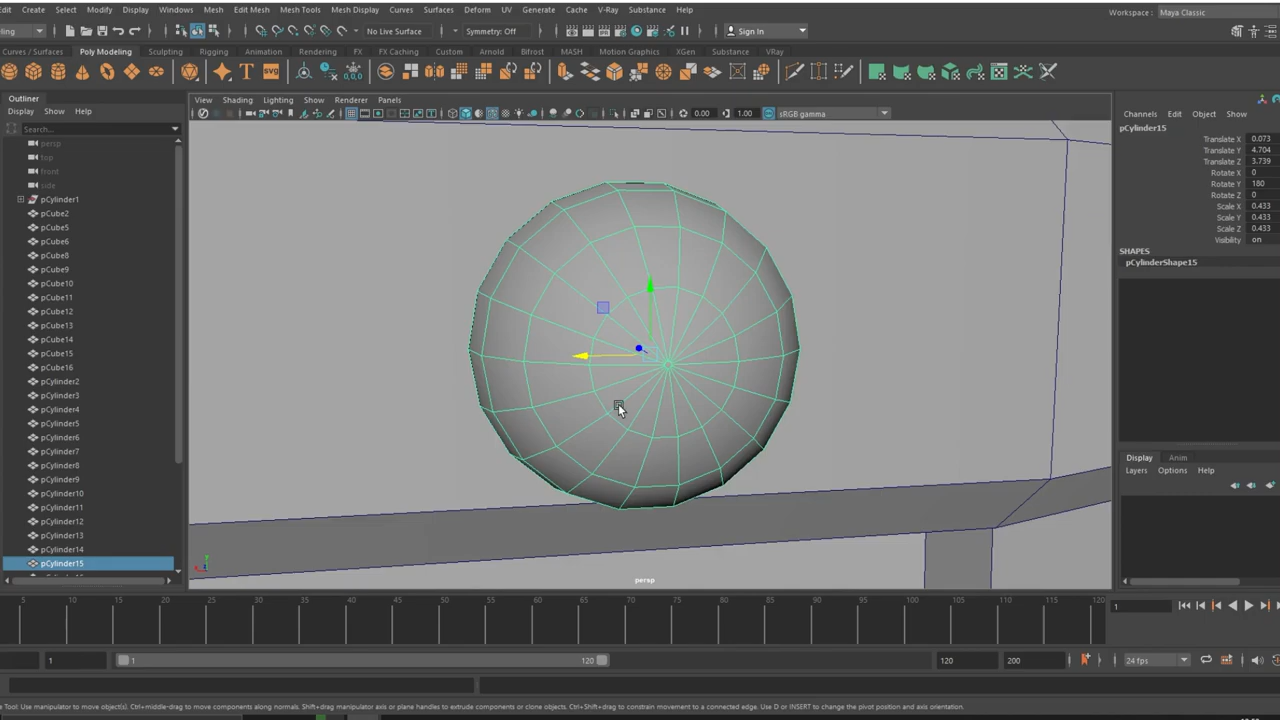 Edit Create Select Modify Display Windows Mesh Edit Mesh Mesh Tools Mesh Display Curves Surfaces Deform UV Generate Cache V-Ray Substance Help
Workspace : Maya Classic
No Live Surface
Symmetry: Off
Sign In
Curves / Surfaces Poly Modeling Sculpting Rigging Animation Rendering FX FX Caching Custom Arnold Bifrost MASH Motion Graphics XGen Substance VRay
Outliner
Display Show Help
Search...
persp
top
front
side
pCylinder1
pCube2
pCube5
pCube6
pCube8
pCube9
pCube10
pCube11
pCube12
pCube13
pCube14
pCube15
pCube16
pCylinder2
pCylinder3
pCylinder4
pCylinder5
pCylinder6
pCylinder7
pCylinder8
pCylinder9
pCylinder10
pCylinder11
pCylinder12
pCylinder13
pCylinder14
pCylinder15
View Shading Lighting Show Renderer Panels
0.00 1.00 sRGB gamma
persp
Channels Edit Object Show
pCylinder15
Translate X 0.073
Translate Y 4.704
Translate Z 3.739
Rotate X 0
Rotate Y 180
Rotate Z 0
Scale X 0.433
Scale Y 0.433
Scale Z 0.433
Visibility on
SHAPES
pCylinderShape15
Display Anim
Layers Options Help
5 10 15 20 25 30 35 40 45 50 55 60 65 70 75 80 85 90 95 100 105 110 115 120
1
1 1 120 120 200 24 fps
Tool: Use manipulator to move object(s). Ctrl+middle-drag to move components along normals. Shift+drag manipulator axis or plane handles to extrude components or clone objects. Ctrl+Shift+drag to constrain movement to a connected edge. Use D or INSERT to change the pivot position and axis orientation.